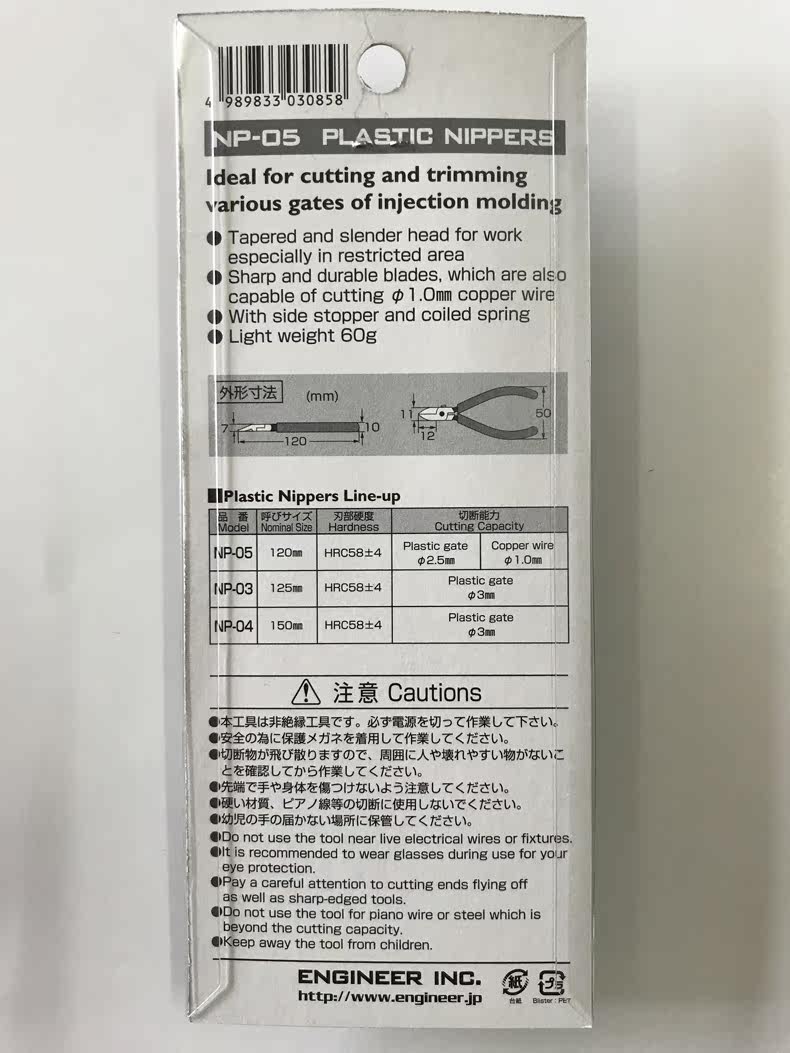 4 989833 030858
NP-05 PLASTIC NIPPERS
Ideal for cutting and trimming
various gates of injection molding
Tapered and slender head for work
especially in restricted area
Sharp and durable blades, which are also
capable of cutting φ1.0㎜ copper wire
With side stopper and coiled spring
Light weight 60g
外形寸法 (mm)
7 120 10 11 12 50
Plastic Nippers Line-up
品 番 呼びサイズ 刃部硬度 切断能力
Model Nominal Size Hardness Cutting Capacity
NP-05 120㎜ HRC58±4 Plastic gate φ2.5㎜ Copper wire φ1.0㎜
NP-03 125㎜ HRC58±4 Plastic gate φ3㎜
NP-04 150㎜ HRC58±4 Plastic gate φ3㎜
注意 Cautions
●本工具は非絶縁工具です。必ず電源を切って作業して下さい。
●安全の為に保護メガネを着用して作業してください。
●切断物が飛び散りますので、周囲に人や壊れやすい物がないこ
とを確認してから作業してください。
●先端で手や身体を傷つけないよう注意してください。
●硬い材質、ピアノ線等の切断に使用しないでください。
●幼児の手の届かない場所に保管してください。
●Do not use the tool near live electrical wires or fixtures.
●It is recommended to wear glasses during use for your
eye protection.
●Pay a careful attention to cutting ends flying off
as well as sharp-edged tools.
●Do not use the tool for piano wire or steel which is
beyond the cutting capacity.
●Keep away the tool from children.
ENGINEER INC.
http://www.engineer.jp
紙 プラ
台紙 Blister : PET